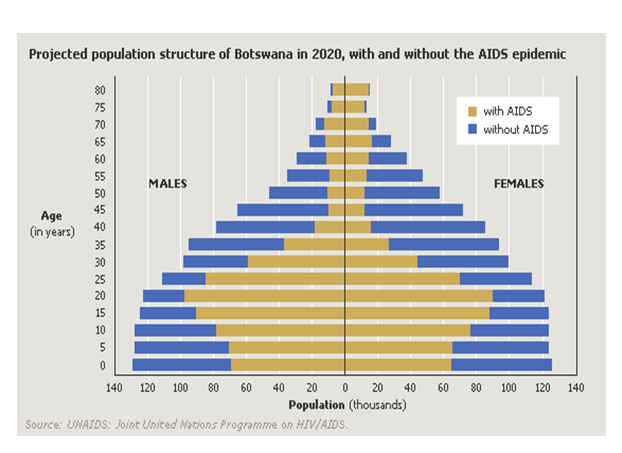 Projected population structure of Botswana in 2020, with and without the AIDS epidemic
80
75
70
65
60
55
50
45
40
35
30
25
20
15
10
5
0
with AIDS
without AIDS
MALES
FEMALES
Age
(in years)
140 120 100 80 60 40 20 0 20 40 60 80 100 120 140
Population (thousands)
Source: UNAIDS: Joint United Nations Programme on HIV/AIDS.